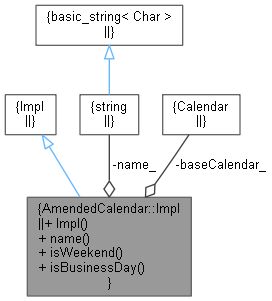 {basic_string< Char >
||}
{Impl
||}
{string
||}
{Calendar
||}
-name_
-baseCalendar_
{AmendedCalendar::Impl
||+ Impl()
+ name()
+ isWeekend()
+ isBusinessDay()
}